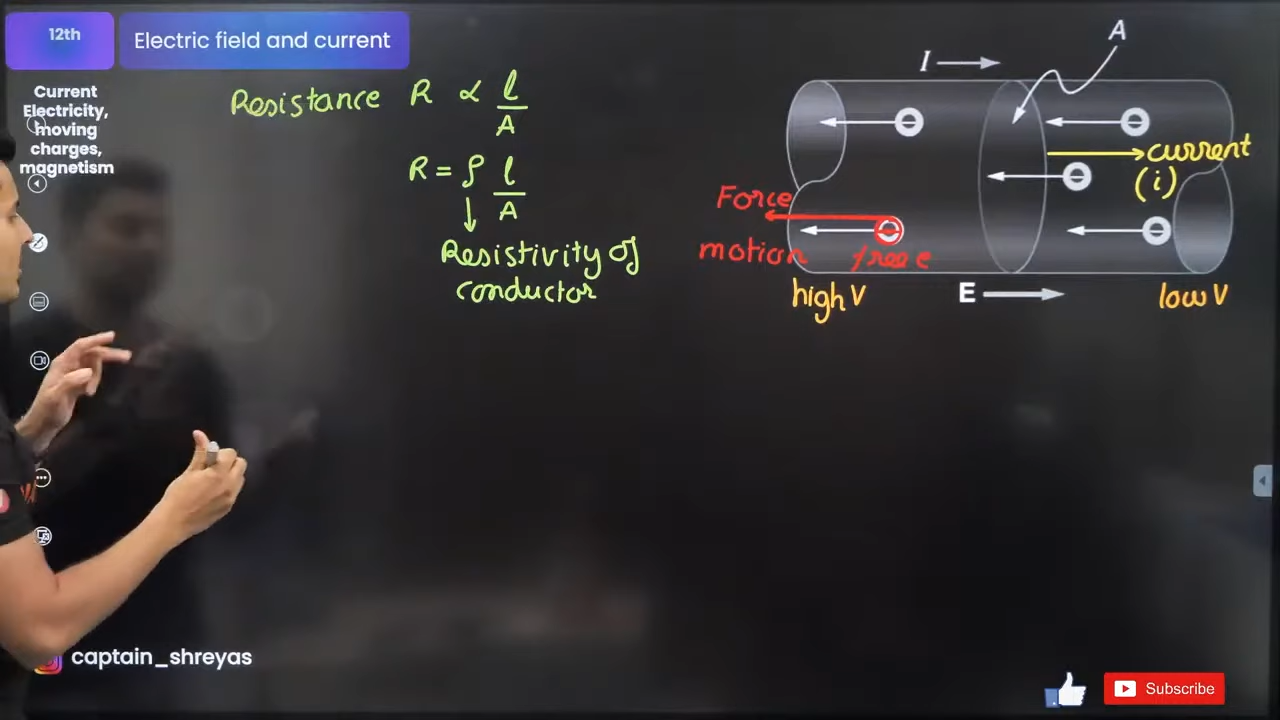 12th
Electric field and current
Current
Electricity,
moving
charges,
magnetism
Resistance R ∝ l/A
R = ρ l/A
Resistivity of
conductor
A
I
current
(i)
Force
motion
free e
high V
E
low V
captain_shreyas
Subscribe